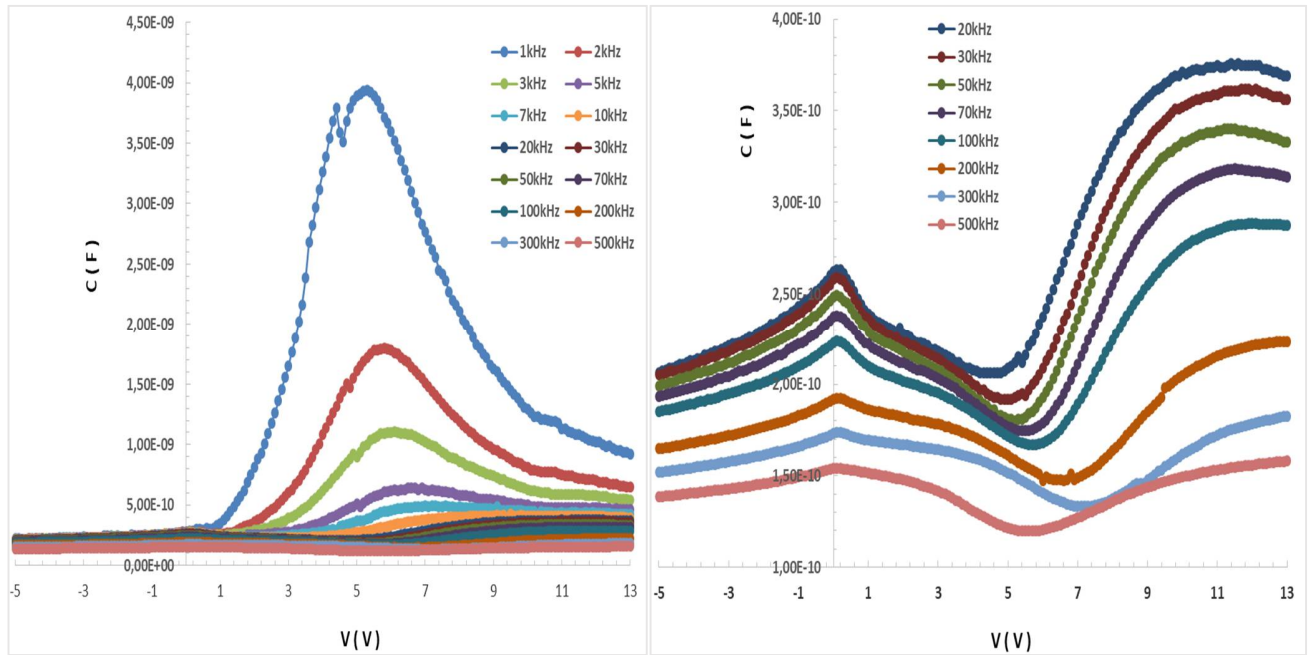 4,50E-09
4,00E-09
3,50E-09
3,00E-09
2,50E-09
2,00E-09
1,50E-09
1,00E-09
5,00E-10
0,00E+00
C(F)
1kHz 2kHz
3kHz 5kHz
7kHz 10kHz
20kHz 30kHz
50kHz 70kHz
100kHz 200kHz
300kHz 500kHz
-5 -3 -1 1 3 5 7 9 11 13
V(V)
4,00E-10
3,50E-10
3,00E-10
2,50E-10
2,00E-10
1,50E-10
1,00E-10
C(F)
20kHz
30kHz
50kHz
70kHz
100kHz
200kHz
300kHz
500kHz
-5 -3 -1 1 3 5 7 9 11 13
V(V)